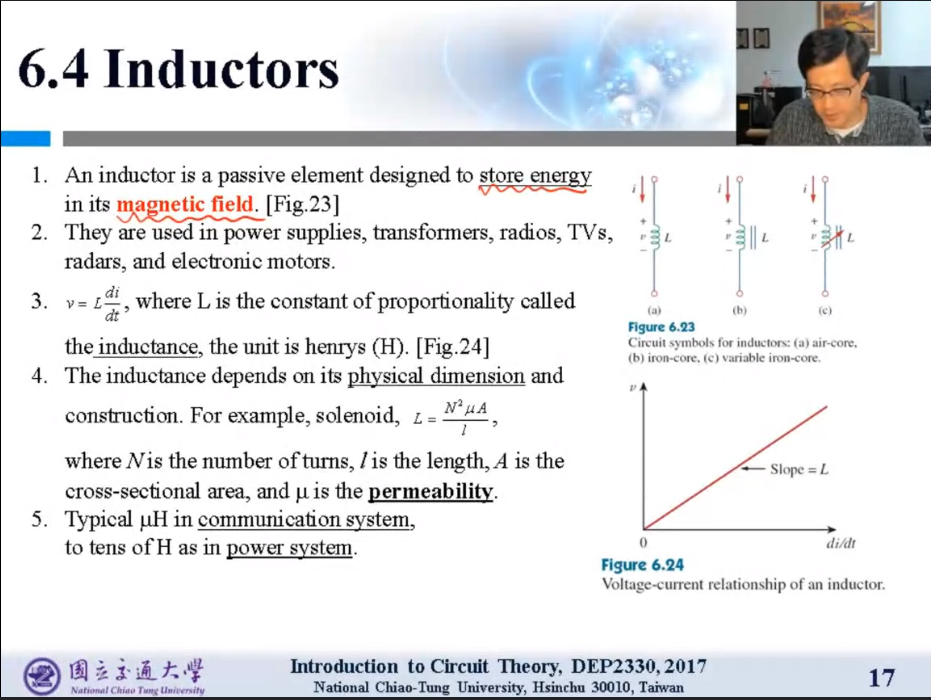 6.4 Inductors
1. An inductor is a passive element designed to store energy
in its magnetic field. [Fig.23]
2. They are used in power supplies, transformers, radios, TVs,
radars, and electronic motors.
3. v = L di/dt, where L is the constant of proportionality called
the inductance, the unit is henrys (H). [Fig.24]
4. The inductance depends on its physical dimension and
construction. For example, solenoid, L = N²μA/l,
where N is the number of turns, l is the length, A is the
cross-sectional area, and μ is the permeability.
5. Typical μH in communication system,
to tens of H as in power system.
i i i
+ + +
v L v L v L
− − −
(a) (b) (c)
Figure 6.23
Circuit symbols for inductors: (a) air-core,
(b) iron-core, (c) variable iron-core.
v
Slope = L
0 di/dt
Figure 6.24
Voltage-current relationship of an inductor.
國立交通大學
National Chiao Tung University
Introduction to Circuit Theory, DEP2330, 2017
National Chiao-Tung University, Hsinchu 30010, Taiwan
17